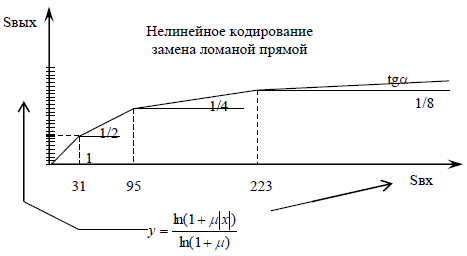 Sвых
Нелинейное кодирование
замена ломаной прямой
tgα
1/2
1/4
1/8
1
31
95
223
Sвх
y = ln(1 + μ|x|) / ln(1 + μ)